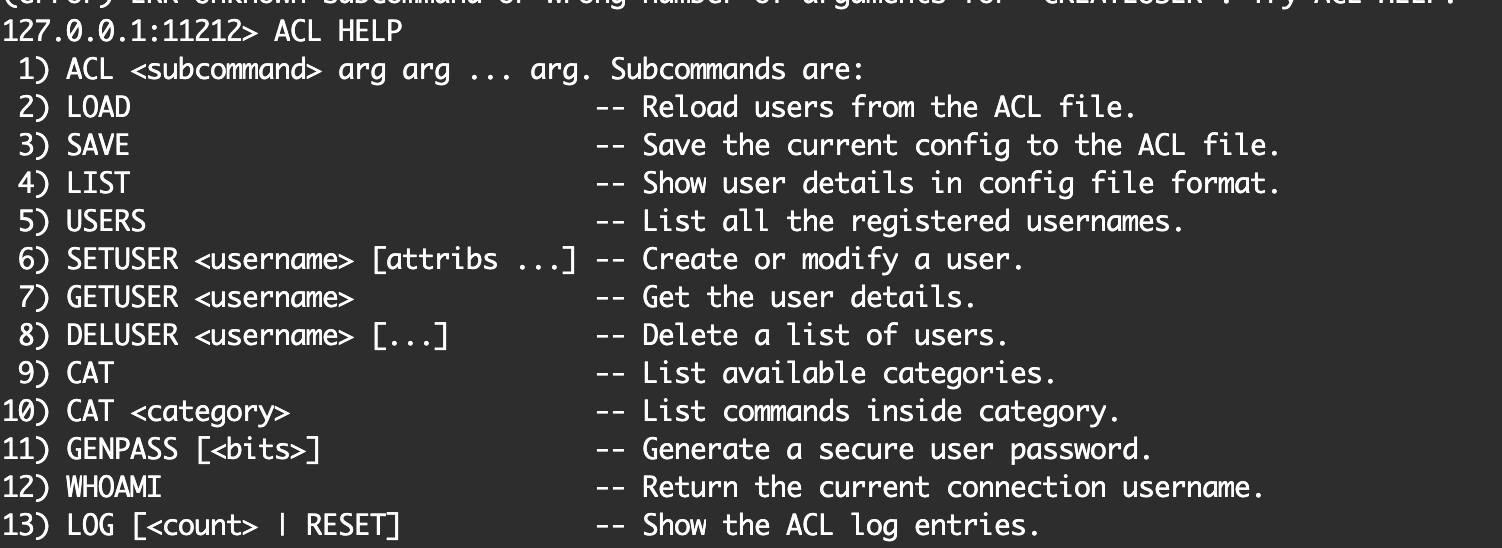 (error) ERR Unknown subcommand or wrong number of arguments for 'CREATEUSER'. Try ACL HELP.
127.0.0.1:11212> ACL HELP
1) ACL <subcommand> arg arg ... arg. Subcommands are:
2) LOAD -- Reload users from the ACL file.
3) SAVE -- Save the current config to the ACL file.
4) LIST -- Show user details in config file format.
5) USERS -- List all the registered usernames.
6) SETUSER <username> [attribs ...] -- Create or modify a user.
7) GETUSER <username> -- Get the user details.
8) DELUSER <username> [...] -- Delete a list of users.
9) CAT -- List available categories.
10) CAT <category> -- List commands inside category.
11) GENPASS [<bits>] -- Generate a secure user password.
12) WHOAMI -- Return the current connection username.
13) LOG [<count> | RESET] -- Show the ACL log entries.